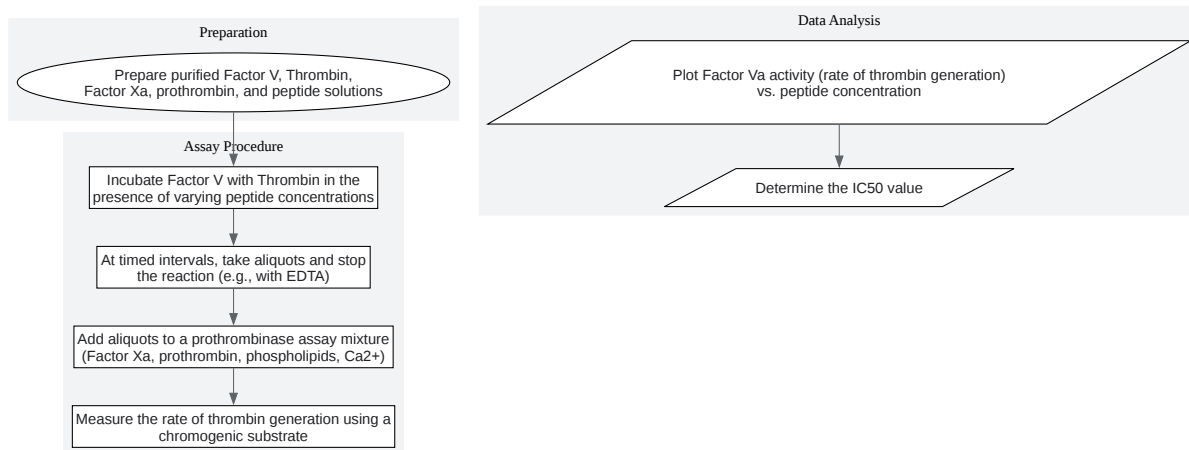 Preparation
Prepare purified Factor V, Thrombin,
Factor Xa, prothrombin, and peptide solutions
Assay Procedure
Incubate Factor V with Thrombin in the
presence of varying peptide concentrations
At timed intervals, take aliquots and stop
the reaction (e.g., with EDTA)
Add aliquots to a prothrombinase assay mixture
(Factor Xa, prothrombin, phospholipids, Ca2+)
Measure the rate of thrombin generation using a
chromogenic substrate
Data Analysis
Plot Factor Va activity (rate of thrombin generation)
vs. peptide concentration
Determine the IC50 value